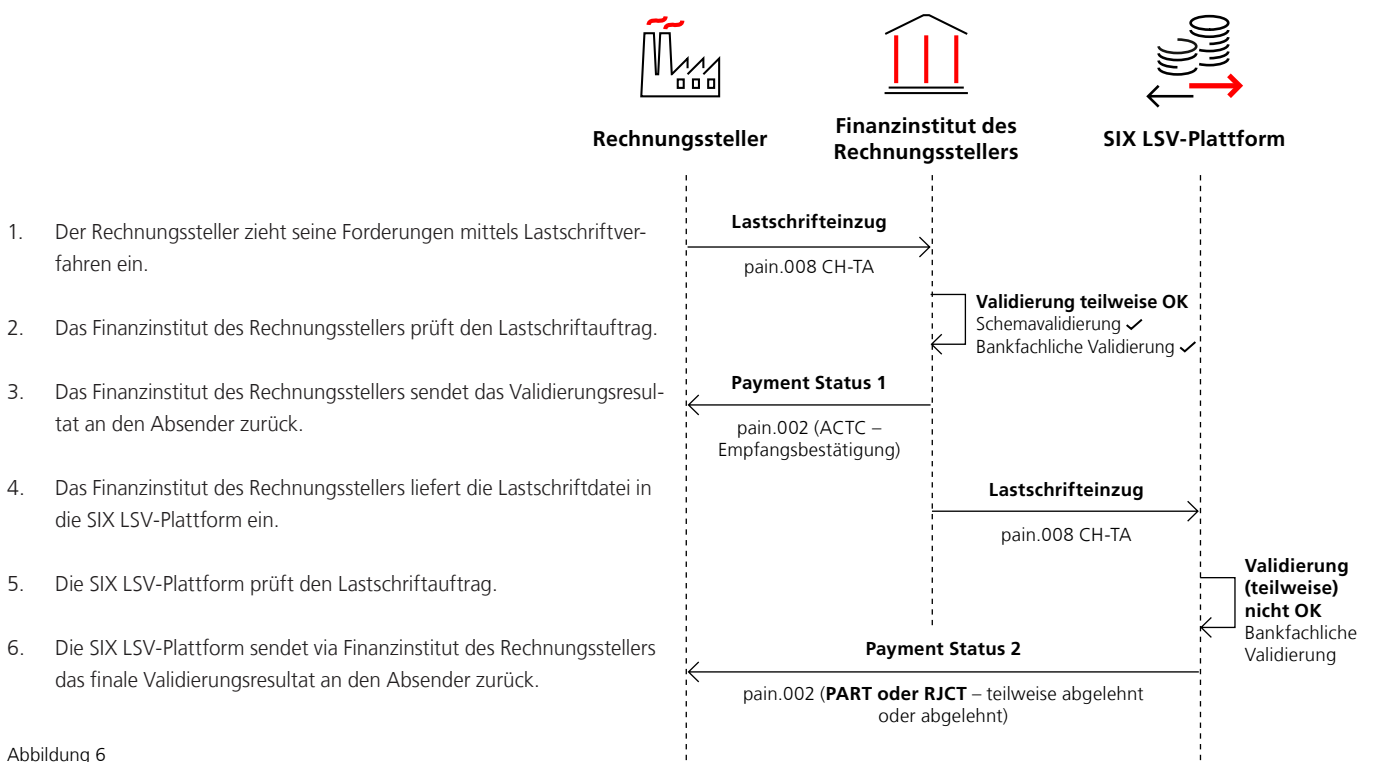 Rechnungssteller
Finanzinstitut des
Rechnungsstellers
SIX LSV-Plattform
1. Der Rechnungssteller zieht seine Forderungen mittels Lastschriftver-
fahren ein.
2. Das Finanzinstitut des Rechnungsstellers prüft den Lastschriftauftrag.
3. Das Finanzinstitut des Rechnungsstellers sendet das Validierungsresul-
tat an den Absender zurück.
4. Das Finanzinstitut des Rechnungsstellers liefert die Lastschriftdatei in
die SIX LSV-Plattform ein.
5. Die SIX LSV-Plattform prüft den Lastschriftauftrag.
6. Die SIX LSV-Plattform sendet via Finanzinstitut des Rechnungsstellers
das finale Validierungsresultat an den Absender zurück.
Lastschrifteinzug
pain.008 CH-TA
Validierung teilweise OK
Schemavalidierung ✓
Bankfachliche Validierung ✓
Payment Status 1
pain.002 (ACTC –
Empfangsbestätigung)
Lastschrifteinzug
pain.008 CH-TA
Validierung
(teilweise)
nicht OK
Bankfachliche
Validierung
Payment Status 2
pain.002 (PART oder RJCT – teilweise abgelehnt
oder abgelehnt)
Abbildung 6